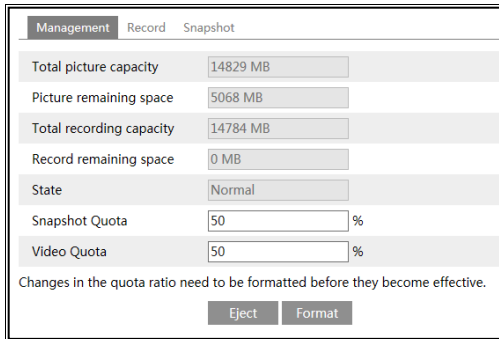 Management Record Snapshot
Total picture capacity 14829 MB
Picture remaining space 5068 MB
Total recording capacity 14784 MB
Record remaining space 0 MB
State Normal
Snapshot Quota 50 %
Video Quota 50 %
Changes in the quota ratio need to be formatted before they become effective.
Eject Format